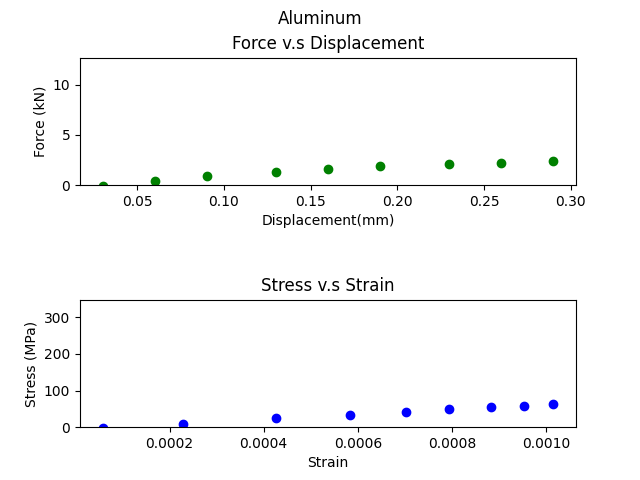 Aluminum
Force v.s Displacement
10
5
0
Force (kN)
0.05 0.10 0.15 0.20 0.25 0.30
Displacement(mm)
Stress v.s Strain
300
200
100
0
Stress (MPa)
0.0002 0.0004 0.0006 0.0008 0.0010
Strain